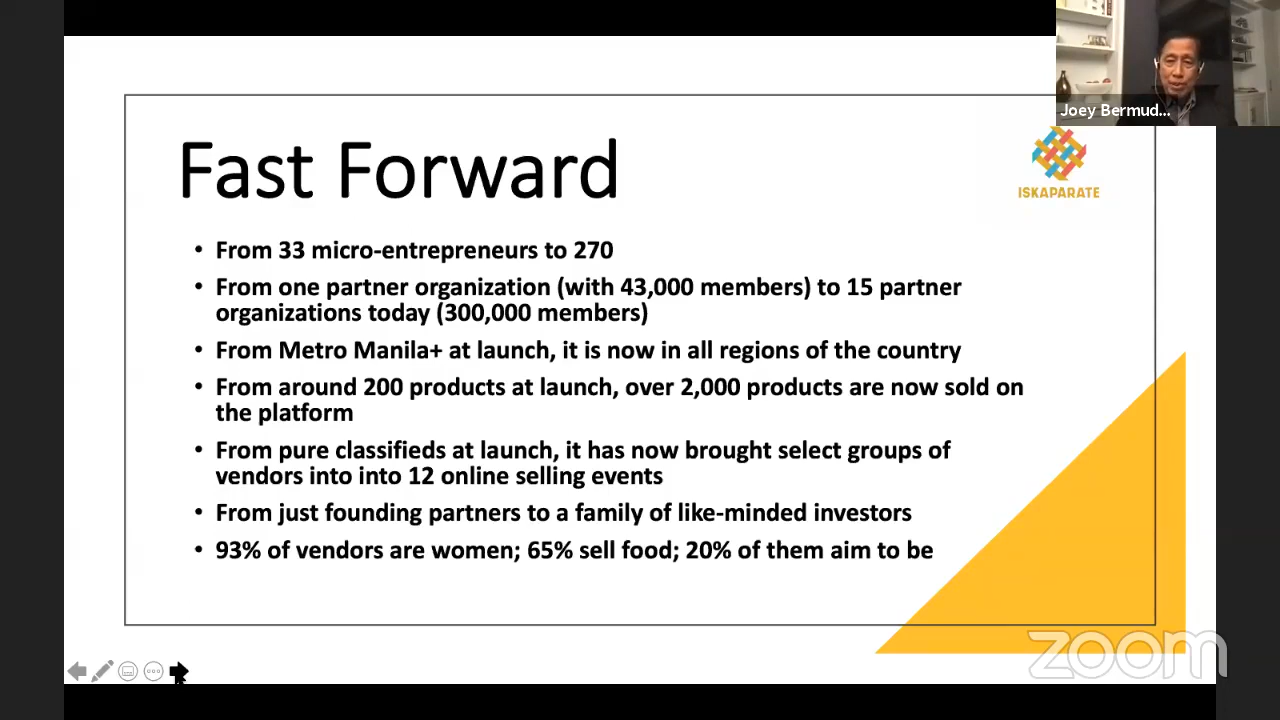 Joey Bermud...
Fast Forward
ISKAPARATE
• From 33 micro-entrepreneurs to 270
• From one partner organization (with 43,000 members) to 15 partner
organizations today (300,000 members)
• From Metro Manila+ at launch, it is now in all regions of the country
• From around 200 products at launch, over 2,000 products are now sold on
the platform
• From pure classifieds at launch, it has now brought select groups of
vendors into into 12 online selling events
• From just founding partners to a family of like-minded investors
• 93% of vendors are women; 65% sell food; 20% of them aim to be
zoom